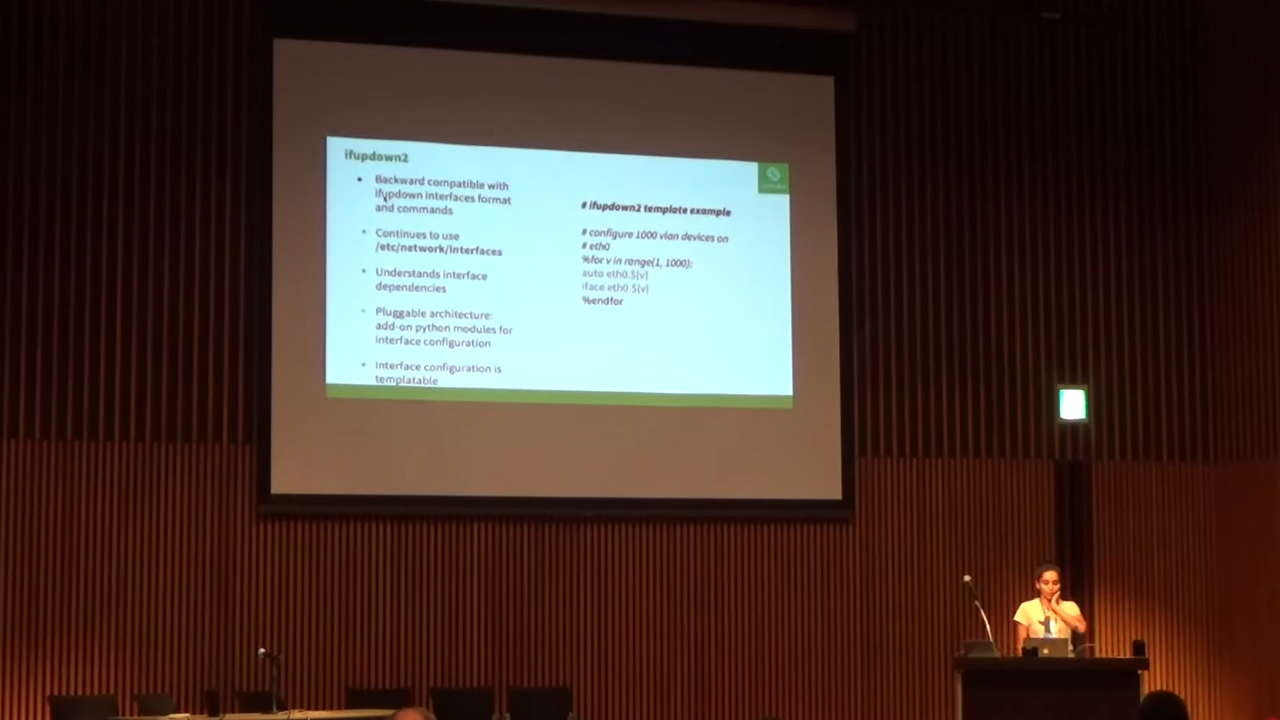 ifupdown2
Backward compatible with
ifupdown interfaces format
and commands
Continues to use
/etc/network/interfaces
Understands interface
dependencies
Pluggable architecture:
add-on python modules for
interface configuration
Interface configuration is
templatable
# ifupdown2 template example
# configure 1000 vlan devices on
# eth0
%for v in range(1, 1000):
auto eth0.${v}
iface eth0.${v}
%endfor